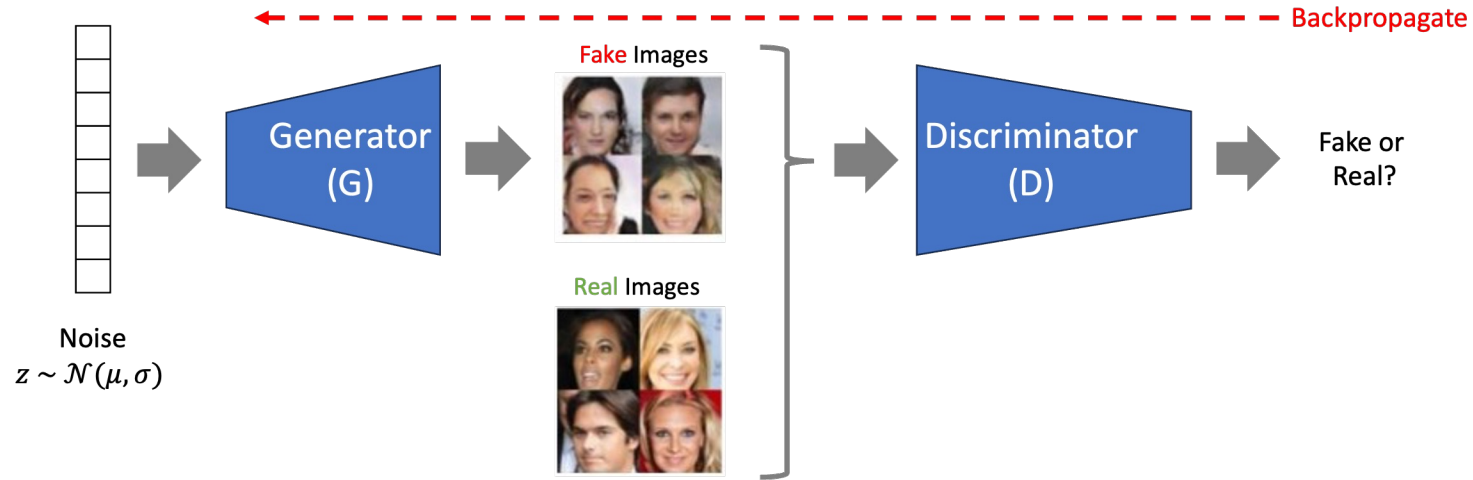 Backpropagate
Fake Images
Generator
(G)
Discriminator
(D)
Fake or
Real?
Real Images
Noise
z ~ 𝒩(μ, σ)